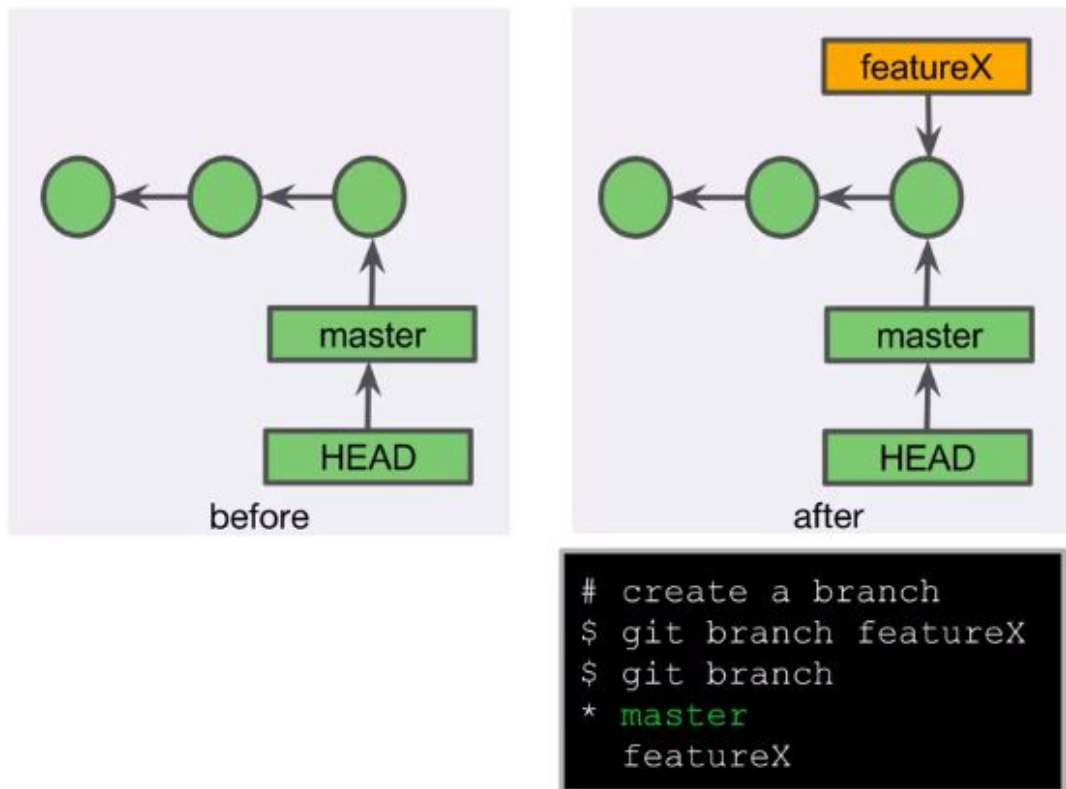 master
HEAD
before
featureX
master
HEAD
after
# create a branch
$ git branch featureX
$ git branch
* master
featureX